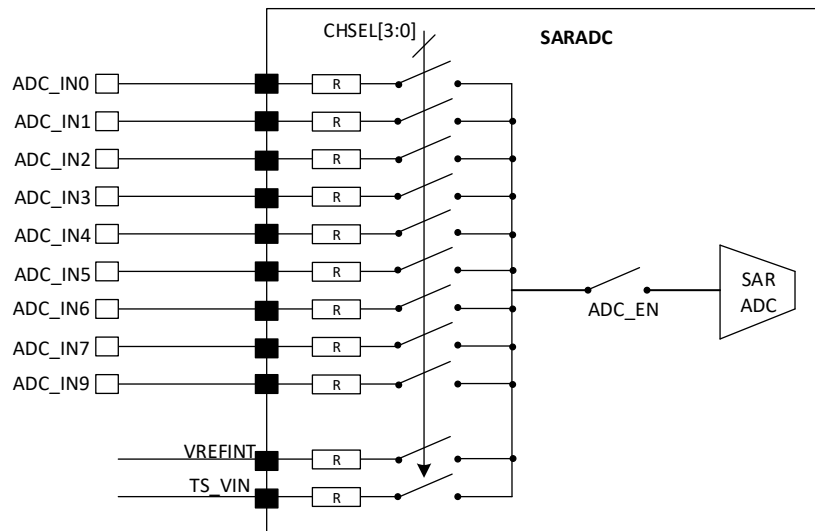 CHSEL[3:0]
SARADC
ADC_IN0
R
ADC_IN1
R
ADC_IN2
R
ADC_IN3
R
ADC_IN4
R
ADC_IN5
R
SAR
ADC
ADC_IN6
R
ADC_EN
ADC_IN7
R
ADC_IN9
R
VREFINT
R
TS_VIN
R